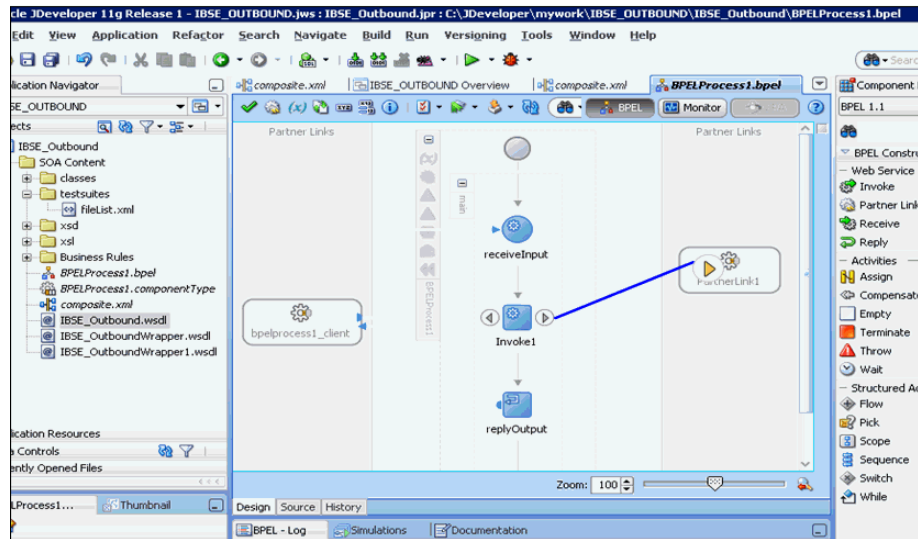 cle JDeveloper 11g Release 1 - IBSE_OUTBOUND.jws : IBSE_Outbound.jpr : C:\JDeveloper\mywork\IBSE_OUTBOUND\IBSE_Outbound\BPELProcess1.bpel
Edit View Application Refactor Search Navigate Build Run Versioning Tools Window Help
Searc
lication Navigator
composite.xml
IBSE_OUTBOUND Overview
composite.xml
BPELProcess1.bpel
Component
SE_OUTBOUND
BPEL
Monitor
BPEL 1.1
ects
IBSE_Outbound
SOA Content
classes
testsuites
fileList.xml
xsd
xsl
Business Rules
BPELProcess1.bpel
BPELProcess1.componentType
composite.xml
IBSE_Outbound.wsdl
IBSE_OutboundWrapper.wsdl
IBSE_OutboundWrapper1.wsdl
lication Resources
a Controls
ently Opened Files
LProcess1...
Thumbnail
Partner Links
Partner Links
(x)
main
BPELProcess1
receiveInput
PartnerLink1
bpelprocess1_client
Invoke1
replyOutput
Zoom: 100
Design Source History
BPEL - Log
Simulations
Documentation
BPEL Constru
Web Service
Invoke
Partner Link
Receive
Reply
Activities
Assign
Compensate
Empty
Terminate
Throw
Wait
Structured Ac
Flow
Pick
Scope
Sequence
Switch
While